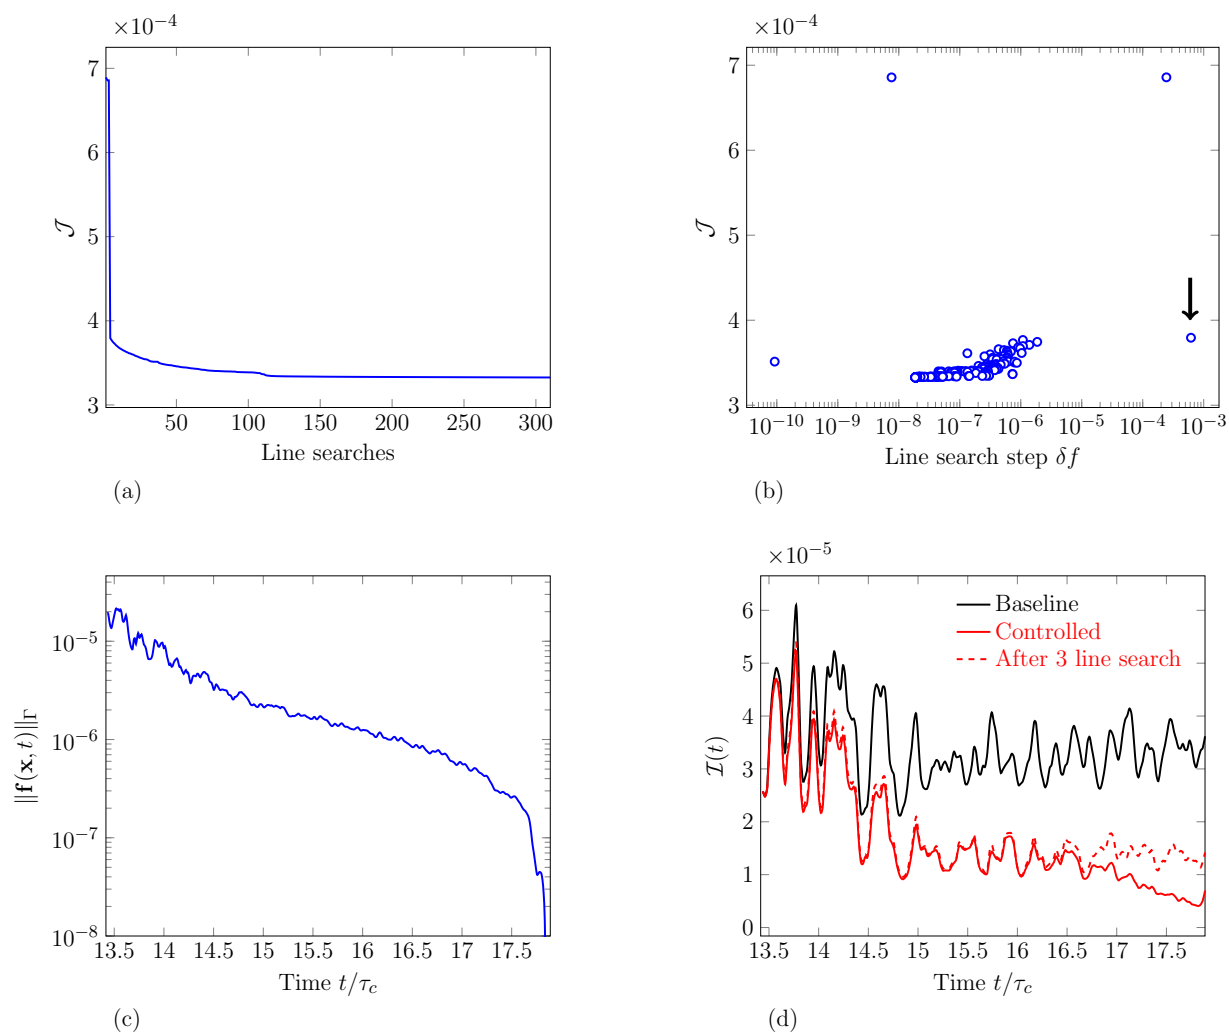 ×10⁻⁴
7
6
5
4
3
𝒥
50 100 150 200 250 300
Line searches
(a)
×10⁻⁴
7
6
5
4
3
𝒥
10⁻¹⁰ 10⁻⁹ 10⁻⁸ 10⁻⁷ 10⁻⁶ 10⁻⁵ 10⁻⁴ 10⁻³
Line search step δf
(b)
10⁻⁵
10⁻⁶
10⁻⁷
10⁻⁸
||f(x, t)||Γ
13.5 14 14.5 15 15.5 16 16.5 17 17.5
Time t/τc
(c)
×10⁻⁵
6
5
4
3
2
1
0
ℐ(t)
Baseline
Controlled
After 3 line search
13.5 14 14.5 15 15.5 16 16.5 17 17.5
Time t/τc
(d)